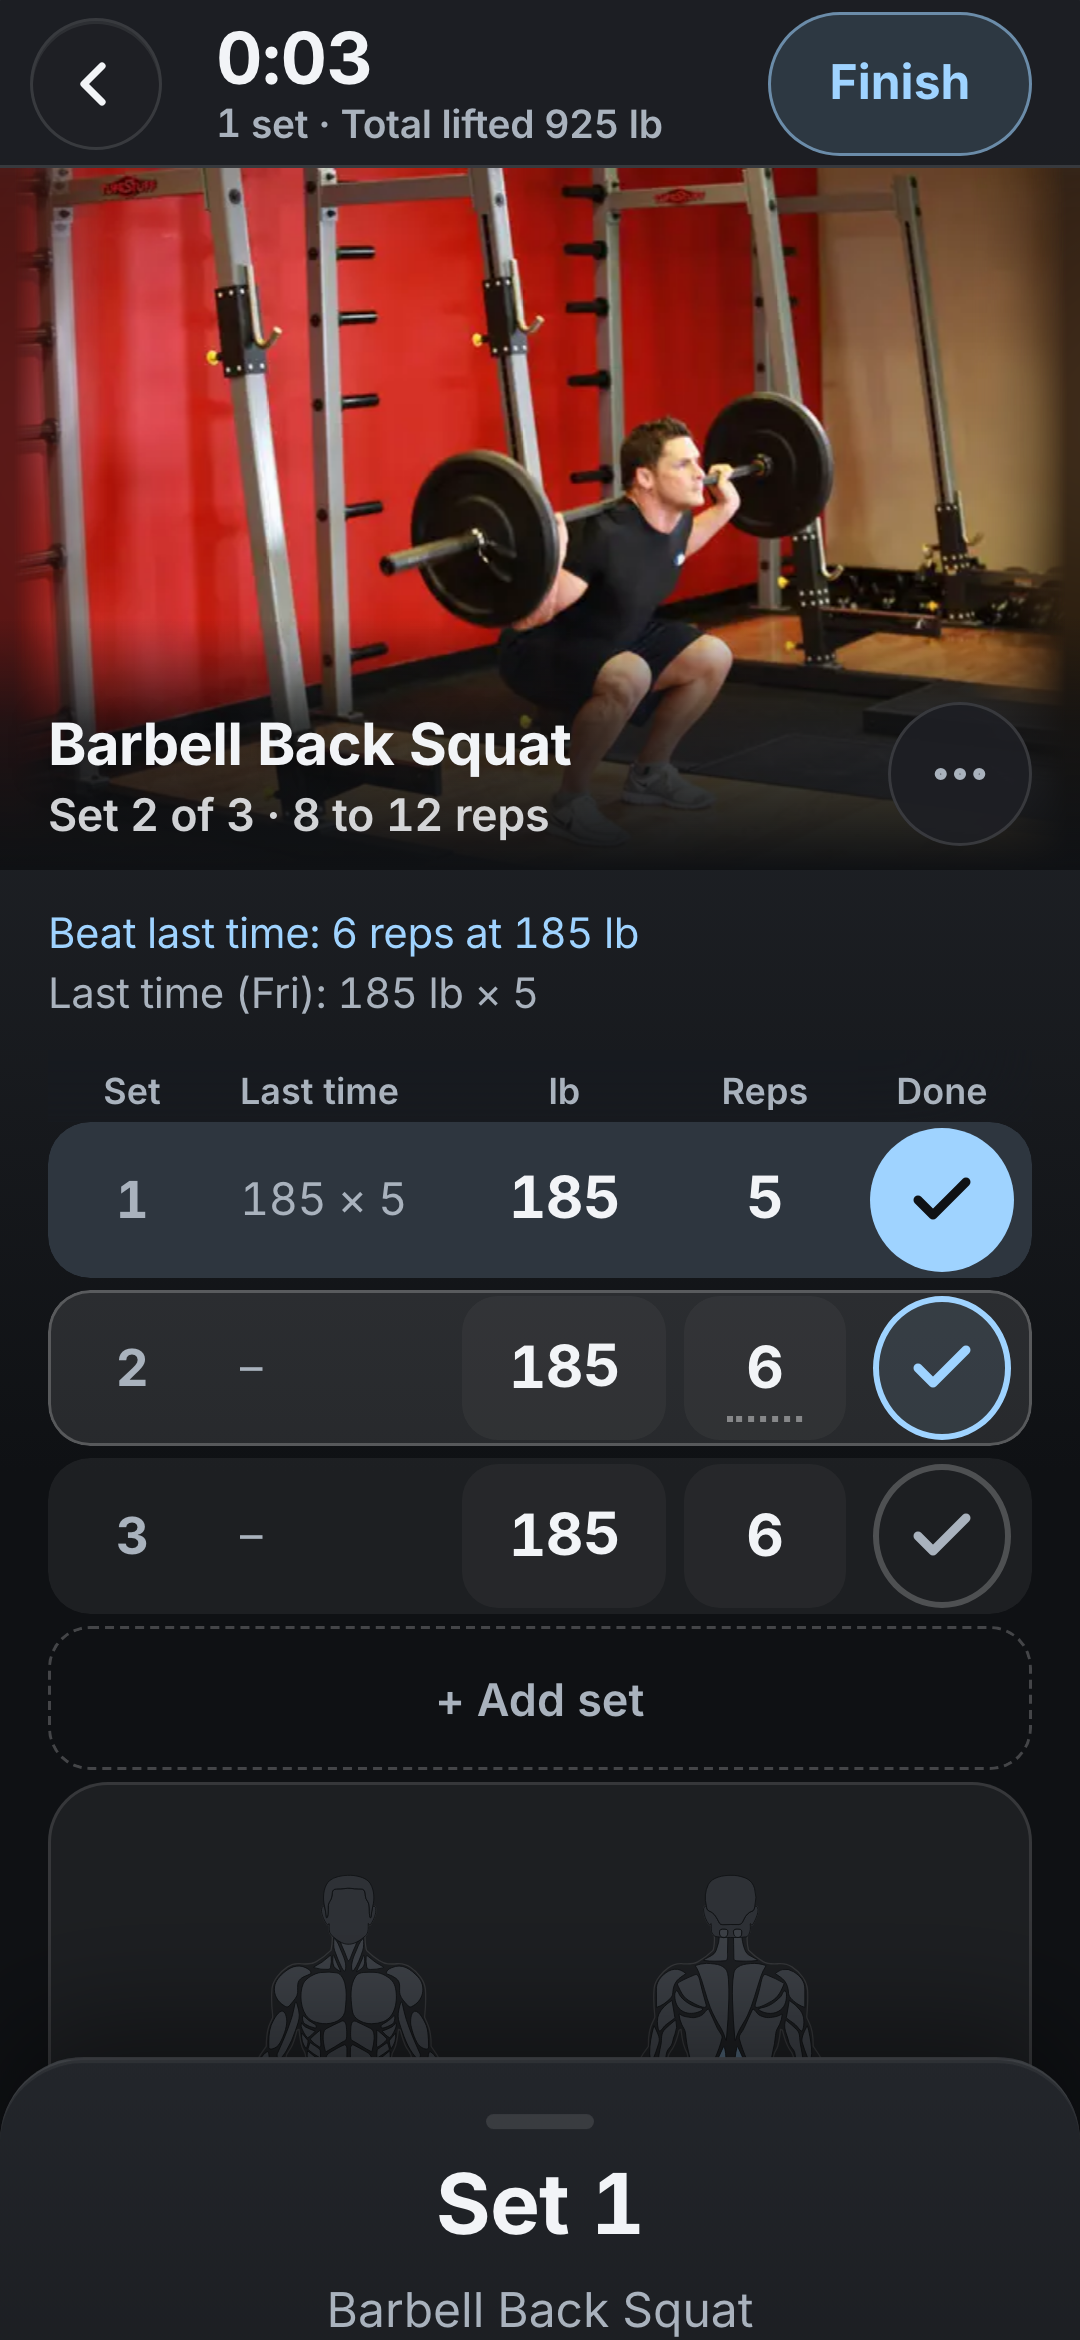 0:03
1 set · Total lifted 925 lb
Finish
Barbell Back Squat
Set 2 of 3 · 8 to 12 reps
Beat last time: 6 reps at 185 lb
Last time (Fri): 185 lb × 5
Set Last time lb Reps Done
1 185 × 5 185 5
2 – 185 6
3 – 185 6
+ Add set
Set 1
Barbell Back Squat